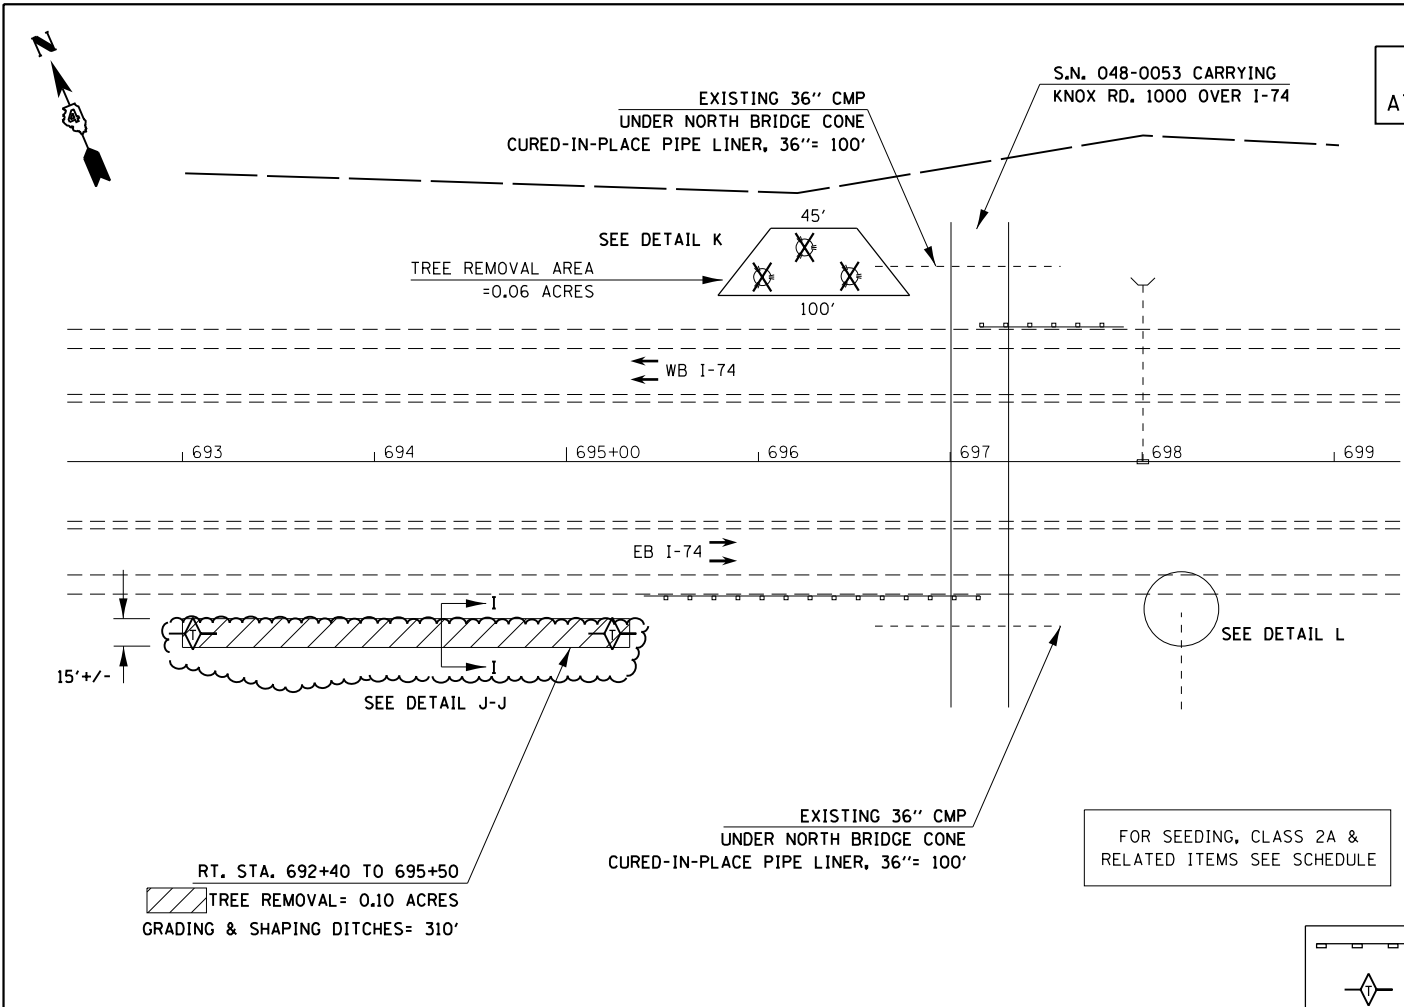 N
4
S.N. 048-0053 CARRYING
KNOX RD. 1000 OVER I-74
EXISTING 36'' CMP
UNDER NORTH BRIDGE CONE
CURED-IN-PLACE PIPE LINER, 36''= 100'
45'
SEE DETAIL K
TREE REMOVAL AREA
=0.06 ACRES
100'
WB I-74
693 694 695+00 696 697 698 699
EB I-74
I
T T
I
15'+/-
SEE DETAIL J-J
SEE DETAIL L
EXISTING 36'' CMP
UNDER NORTH BRIDGE CONE
CURED-IN-PLACE PIPE LINER, 36''= 100'
FOR SEEDING, CLASS 2A &
RELATED ITEMS SEE SCHEDULE
RT. STA. 692+40 TO 695+50
TREE REMOVAL= 0.10 ACRES
GRADING & SHAPING DITCHES= 310'
T